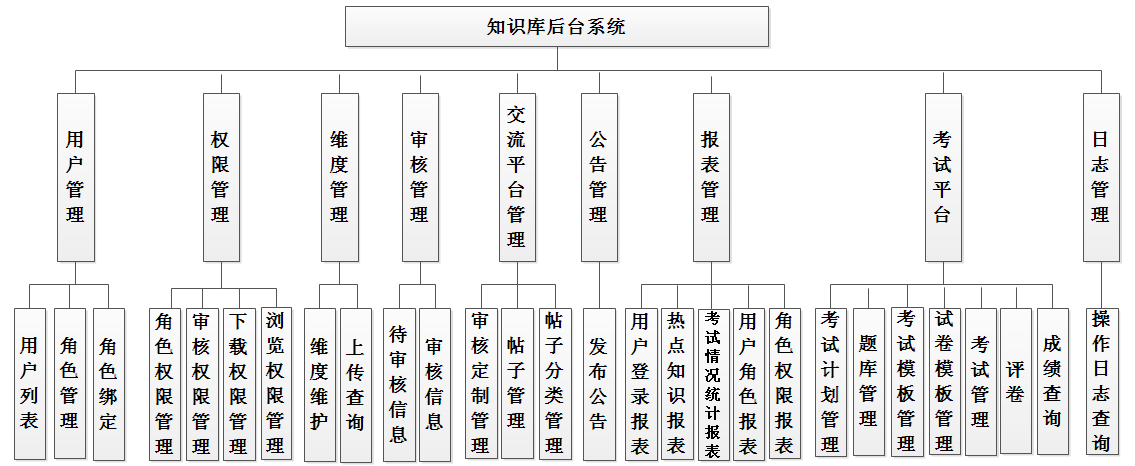 知识库后台系统
用户管理
权限管理
维度管理
审核管理
交流平台管理
公告管理
报表管理
考试平台
日志管理
用户列表
角色管理
角色绑定
角色权限管理
审核权限管理
下载权限管理
浏览权限管理
维度维护
上传查询
待审核信息
审核信息
审核定制管理
帖子管理
帖子分类管理
发布公告
用户登录报表
热点知识报表
考试情况统计报表
用户角色报表
角色权限报表
考试计划管理
题库管理
考试模板管理
试卷模板管理
考试管理
评卷
成绩查询
操作日志查询